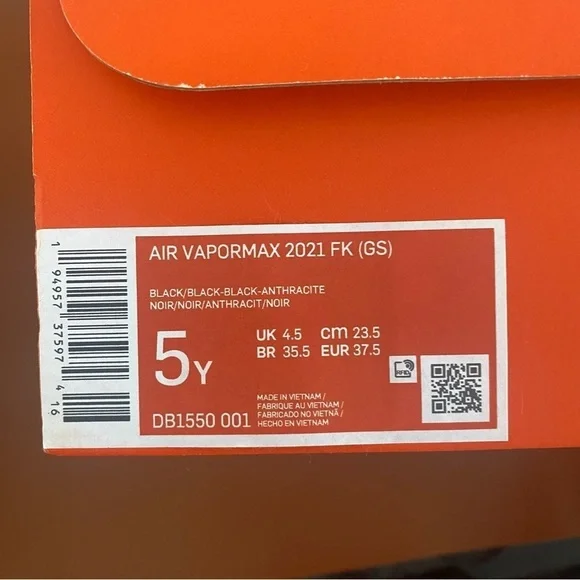 AIR VAPORMAX 2021 FK (GS)
BLACK/BLACK-BLACK-ANTHRACITE
NOIR/NOIR/ANTHRACIT/NOIR
5Y
UK 4.5 cm 23.5
BR 35.5 EUR 37.5
DB1550 001
MADE IN VIETNAM /
FABRIQUE AU VIETNAM /
FABRICADO NO VIETNÃ /
HECHO EN VIETNAM
RFID
1 94957 37597 4 16